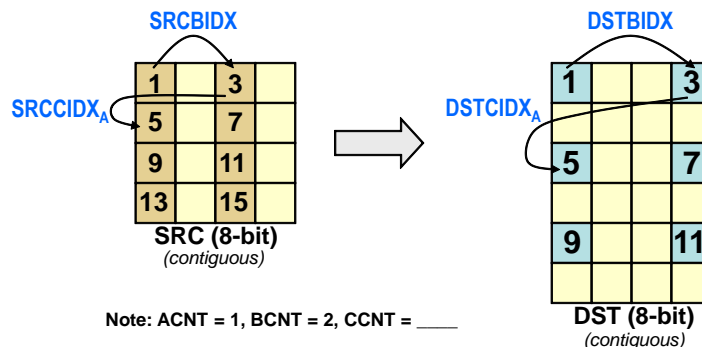 SRCBIDX
DSTBIDX
1 3
1 3
SRCCIDXA
DSTCIDXA
5 7
5 7
9 11
13 15
9 11
SRC (8-bit)
(contiguous)
Note: ACNT = 1, BCNT = 2, CCNT = ____
DST (8-bit)
(contiguous)